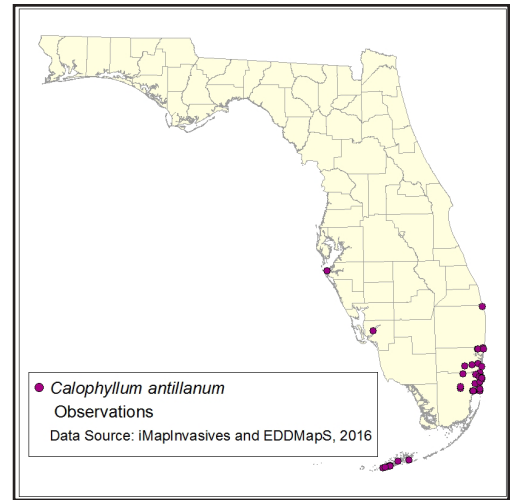 Calophyllum antillanum
Observations
Data Source: iMapInvasives and EDDMapS, 2016